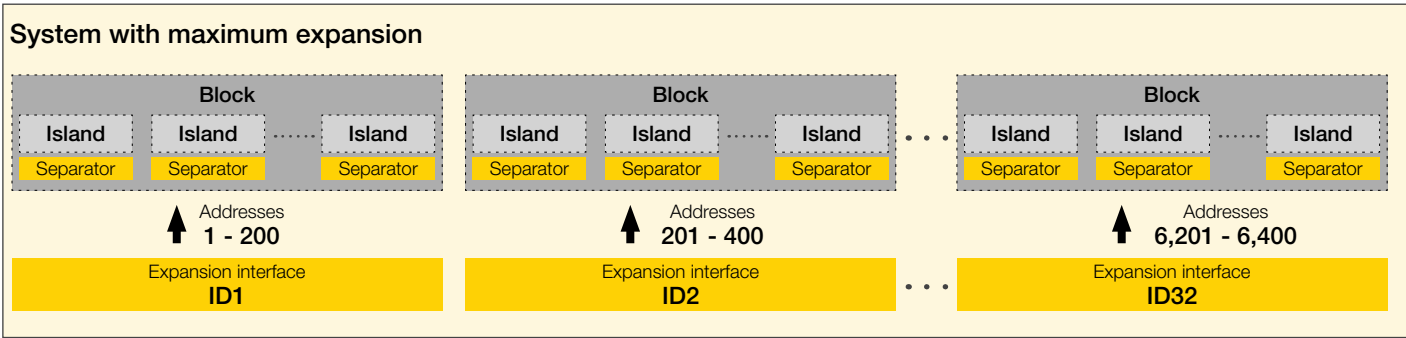 System with maximum expansion
Block
Block
Block
Island Island ...... Island
Island Island ...... Island
Island Island ...... Island
Separator Separator Separator
Separator Separator Separator
Separator Separator Separator
Addresses
1 - 200
Addresses
201 - 400
Addresses
6,201 - 6,400
Expansion interface
ID1
Expansion interface
ID2
Expansion interface
ID32